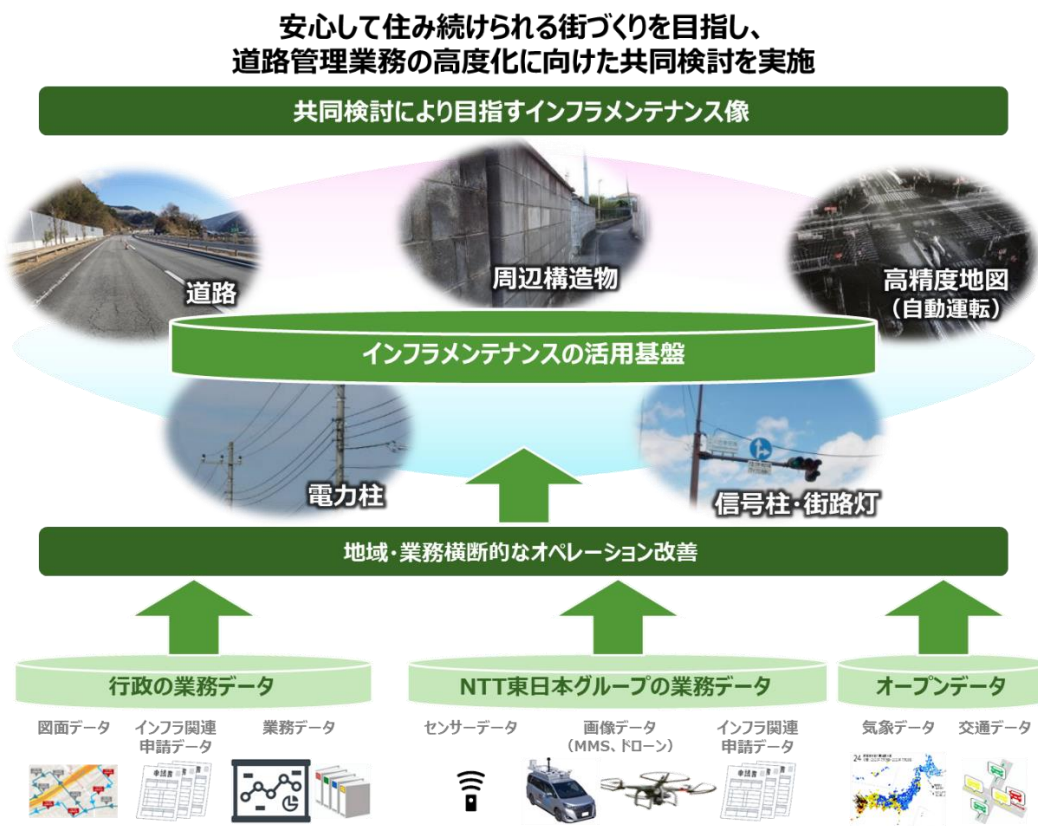 安心して住み続けられる街づくりを目指し、
道路管理業務の高度化に向けた共同検討を実施
共同検討により目指すインフラメンテナンス像
道路
周辺構造物
高精度地図
（自動運転）
インフラメンテナンスの活用基盤
電力柱
信号柱・街路灯
地域・業務横断的なオペレーション改善
行政の業務データ
NTT東日本グループの業務データ
オープンデータ
図面データ
インフラ関連
申請データ
業務データ
センサーデータ
画像データ
（MMS、ドローン）
インフラ関連
申請データ
気象データ
交通データ
申請書
申請書
24